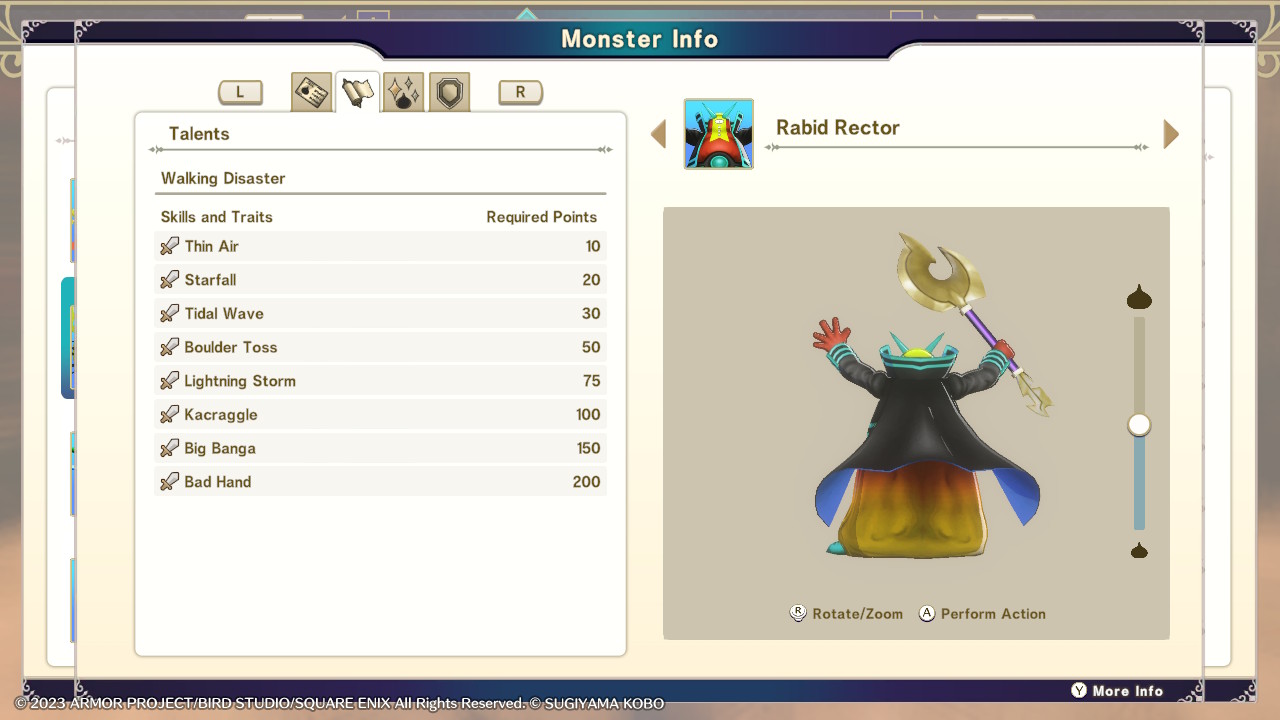 Monster Info
L
R
Talents
Walking Disaster
Skills and Traits Required Points
Thin Air 10
Starfall 20
Tidal Wave 30
Boulder Toss 50
Lightning Storm 75
Kacraggle 100
Big Banga 150
Bad Hand 200
Rabid Rector
R Rotate/Zoom A Perform Action
Y More Info
© 2023 ARMOR PROJECT/BIRD STUDIO/SQUARE ENIX All Rights Reserved. © SUGIYAMA KOBO